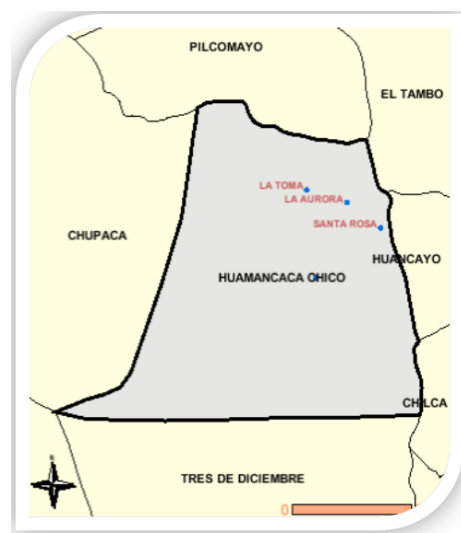 PILCOMAYO
EL TAMBO
LA TOMA
LA AURORA
SANTA ROSA
CHUPACA
HUANCAYO
HUAMANCACA CHICO
CHILCA
TRES DE DICIEMBRE
0